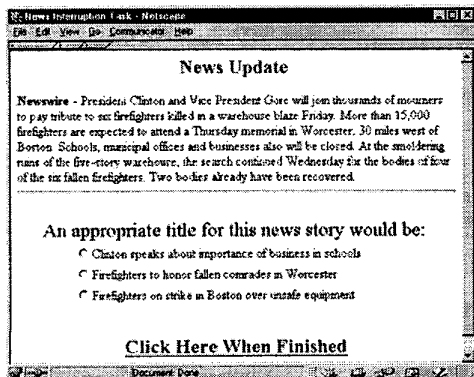 News Interruption Task - Netscape
File Edit View Go Communicator Help
News Update
Newswire - President Clinton and Vice President Gore will join thousands of mourners
to pay tribute to six firefighters killed in a warehouse blaze Friday. More than 15,000
firefighters are expected to attend a Thursday memorial in Worcester, 30 miles west of
Boston. Schools, municipal offices and businesses also will be closed. At the smoldering
ruins of the five-story warehouse, the search continued Wednesday for the bodies of four
of the six fallen firefighters. Two bodies already have been recovered.
An appropriate title for this news story would be:
Clinton speaks about importance of business in schools
Firefighters to honor fallen comrades in Worcester
Firefighters on strike in Boston over unsafe equipment
Click Here When Finished
Document Done